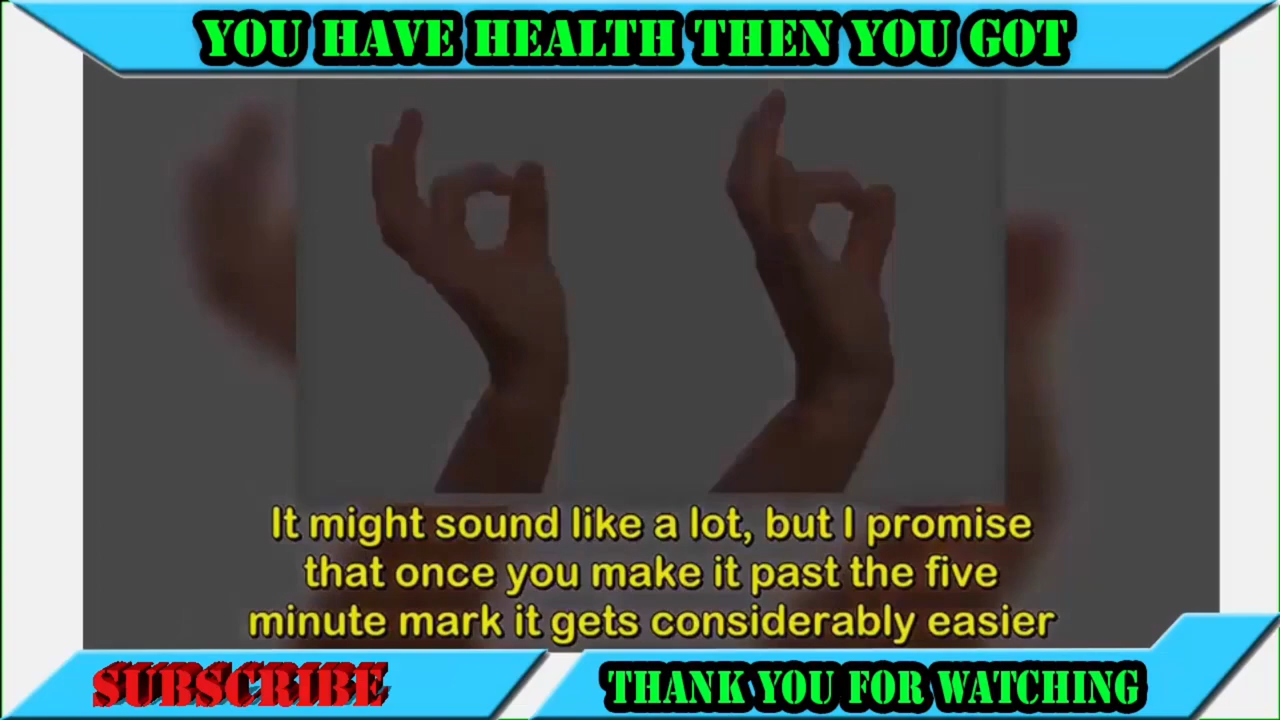 YOU HAVE HEALTH THEN YOU GOT
It might sound like a lot, but I promise
that once you make it past the five
minute mark it gets considerably easier
SUBSCRIBE
THANK YOU FOR WATCHING